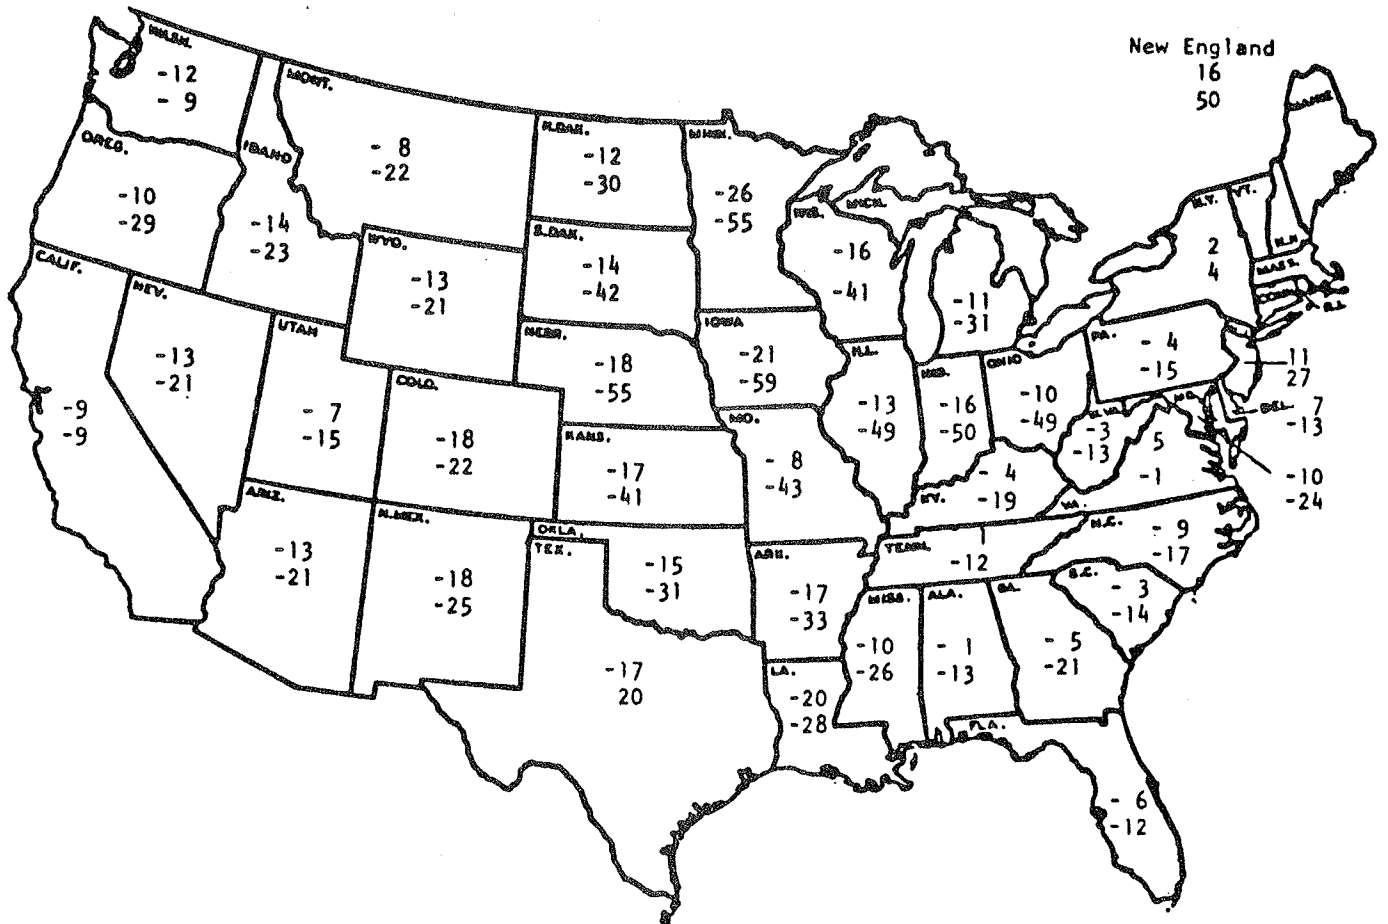 New England
16
50
WASH.
-12
- 9
MONT.
- 8
-22
IDAHO
-14
-23
OREG.
-10
-29
N.DAK.
-12
-30
MINN.
-26
-55
S.DAK.
-14
-42
WYO.
-13
-21
CALIF.
-9
-9
NEV.
-13
-21
UTAH
- 7
-15
COLO.
-18
-22
NEBR.
-18
-55
IOWA
-21
-59
WIS.
-16
-41
MICH.
-11
-31
ILL.
-13
-49
IND.
-16
-50
OHIO
-10
-49
PA.
- 4
-15
N.Y.
2
4
VT.
N.H.
MAINE
MASS.
CONN.
R.I.
11
27
DEL.
7
-13
MD.
-10
-24
W.VA.
-3
-13
VA.
5
-1
KY.
- 4
-19
KANS.
-17
-41
MO.
- 8
-43
ARIZ.
-13
-21
N.MEX.
-18
-25
OKLA.
-15
-31
TEX.
-17
20
ARK.
-17
-33
TENN.
1
-12
N.C.
- 9
-17
S.C.
- 3
-14
MISS.
-10
-26
ALA.
- 1
-13
GA.
- 5
-21
LA.
-20
-28
FLA.
- 6
-12